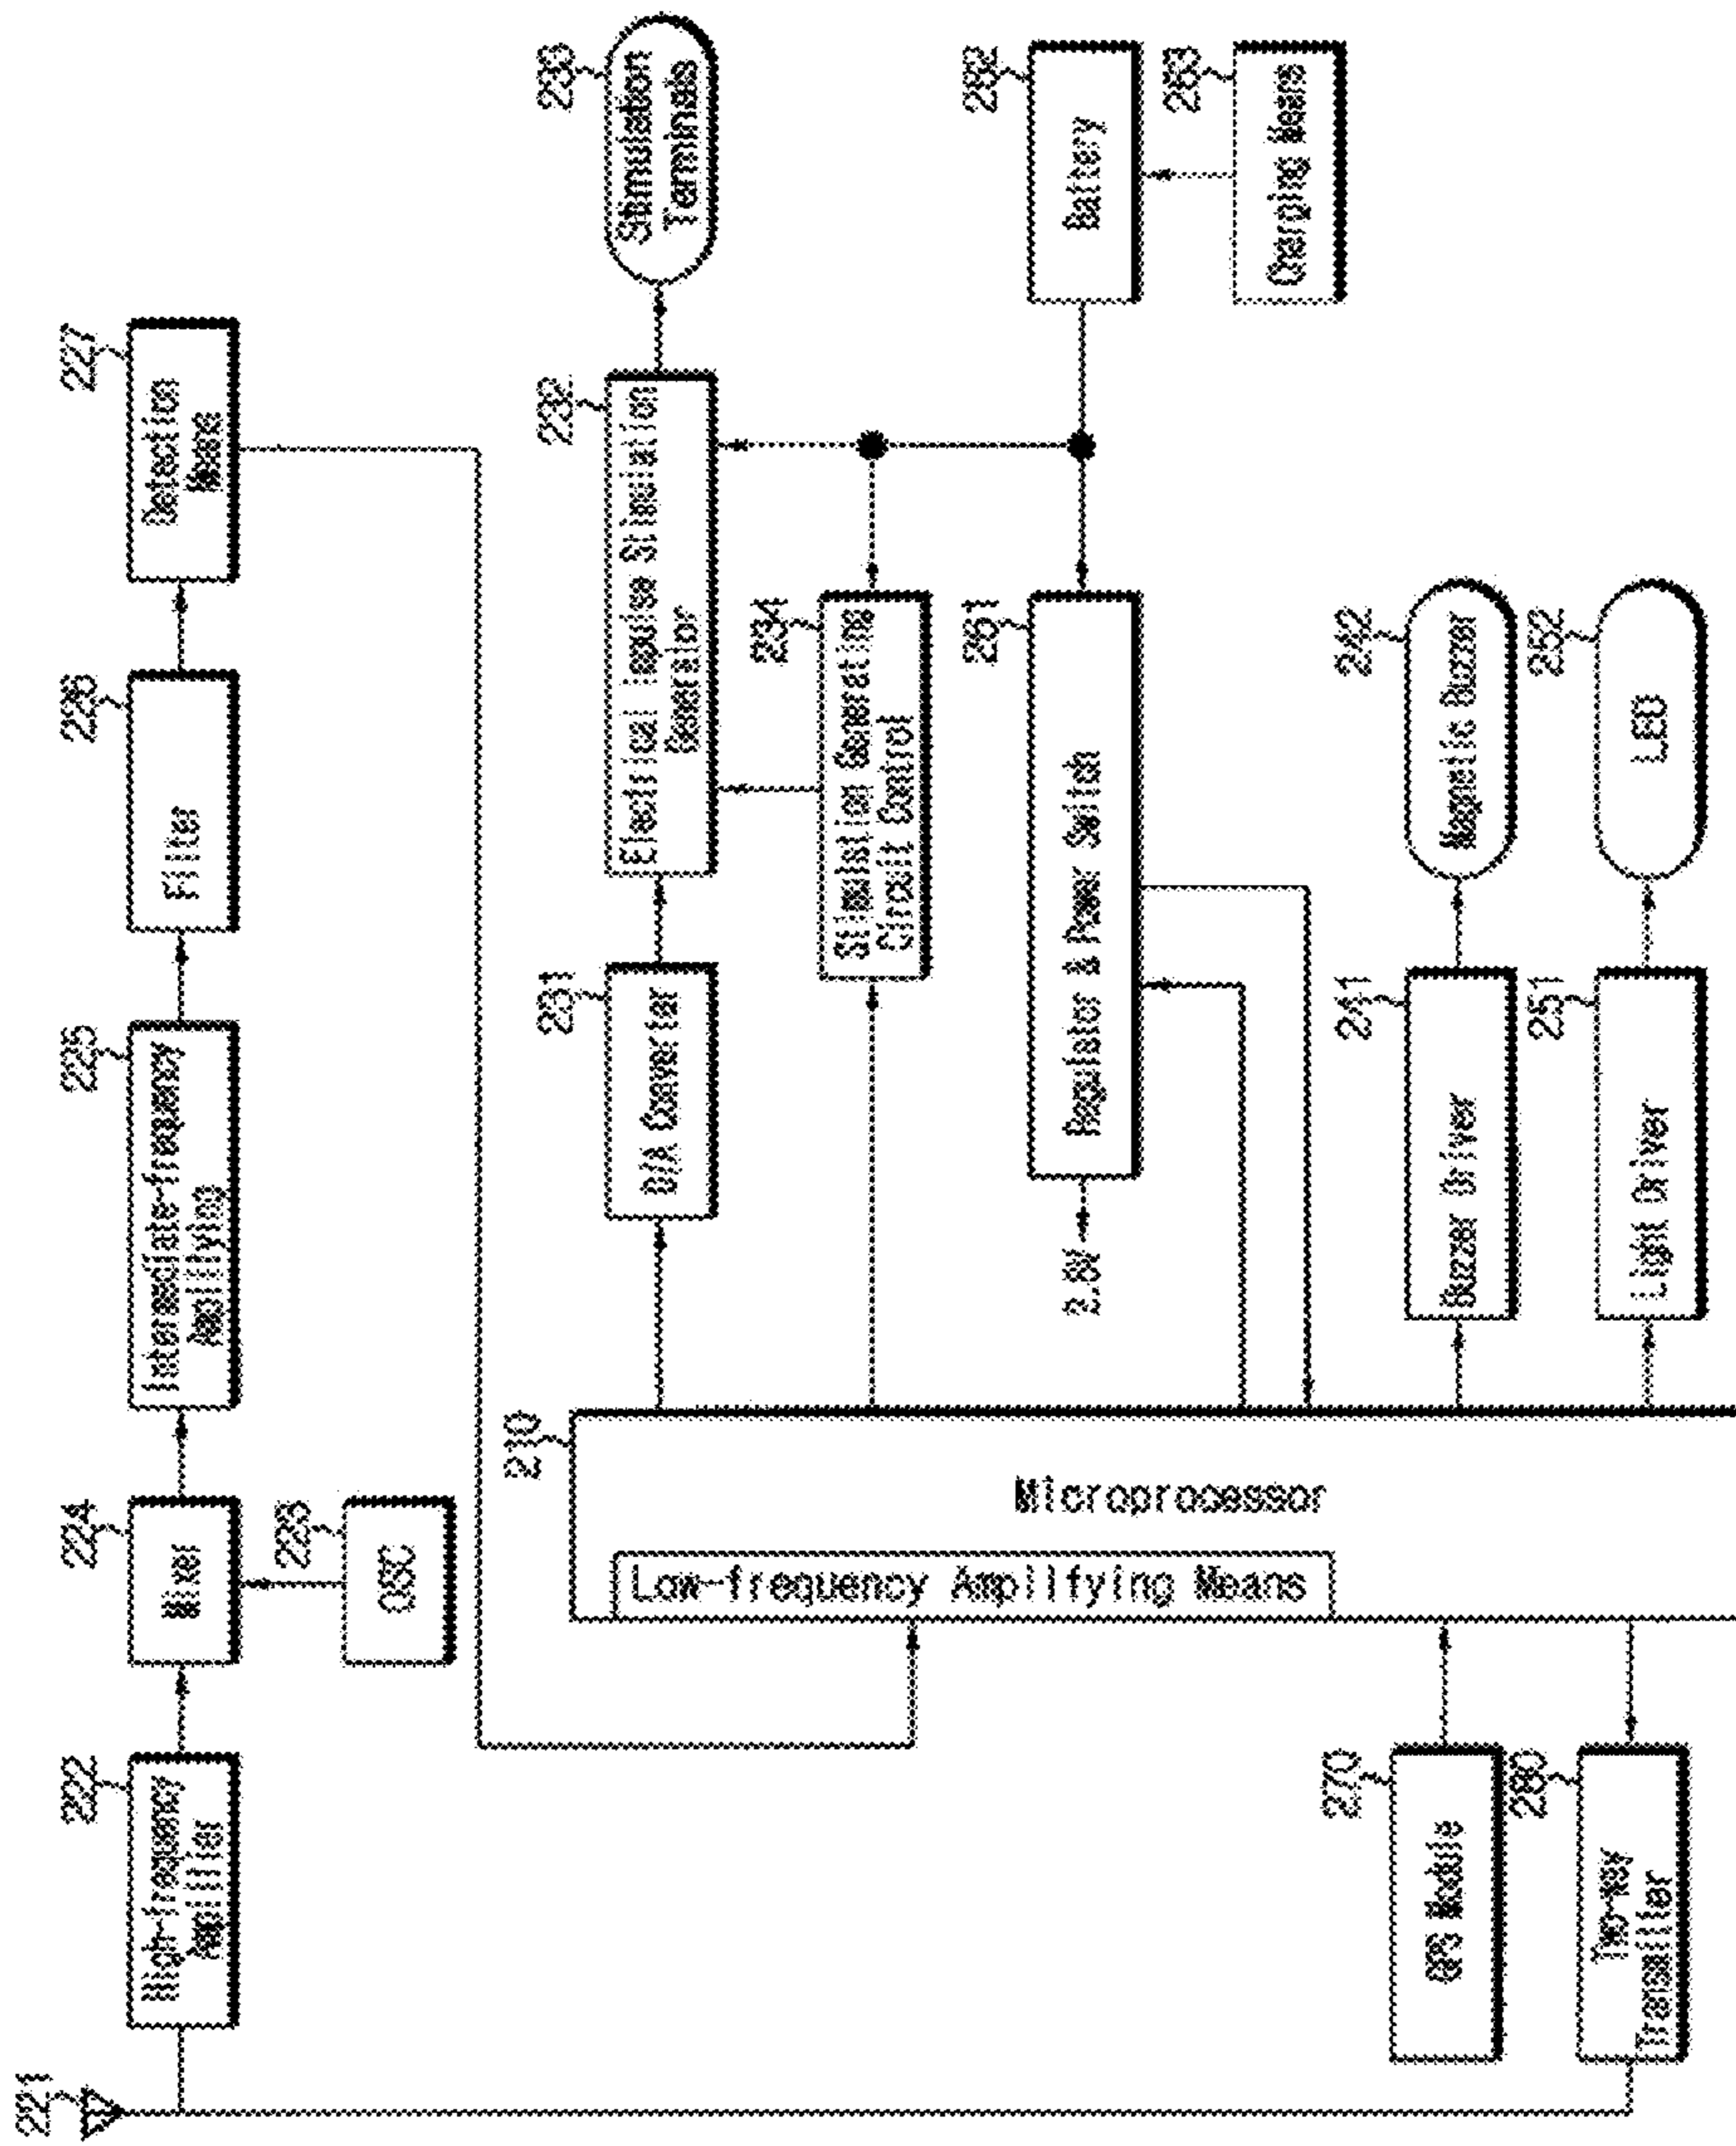 221
222
High-frequency
Amplifier
224
Mixer
223
OSC
225
Intermediate-frequency
Amplifying
226
Filter
227
Detection
Means
210
Microprocessor
Low-frequency Amplifying Means
231
D/A Converter
232
Electrical Impulse Stimulation
Generator
233
Stimulation
Terminals
234
Stimulation Generating
Circuit Control
2.8V
261
Regulator & Power Switch
262
Battery
263
Charging Means
241
Buzzer Driver
242
Magnetic Buzzer
251
Light Driver
252
LED
270
GPS Module
280
Two-way
Transmitter